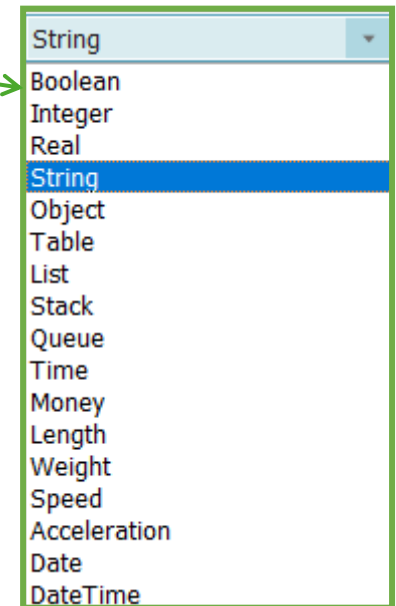 String
Boolean
Integer
Real
String
Object
Table
List
Stack
Queue
Time
Money
Length
Weight
Speed
Acceleration
Date
DateTime